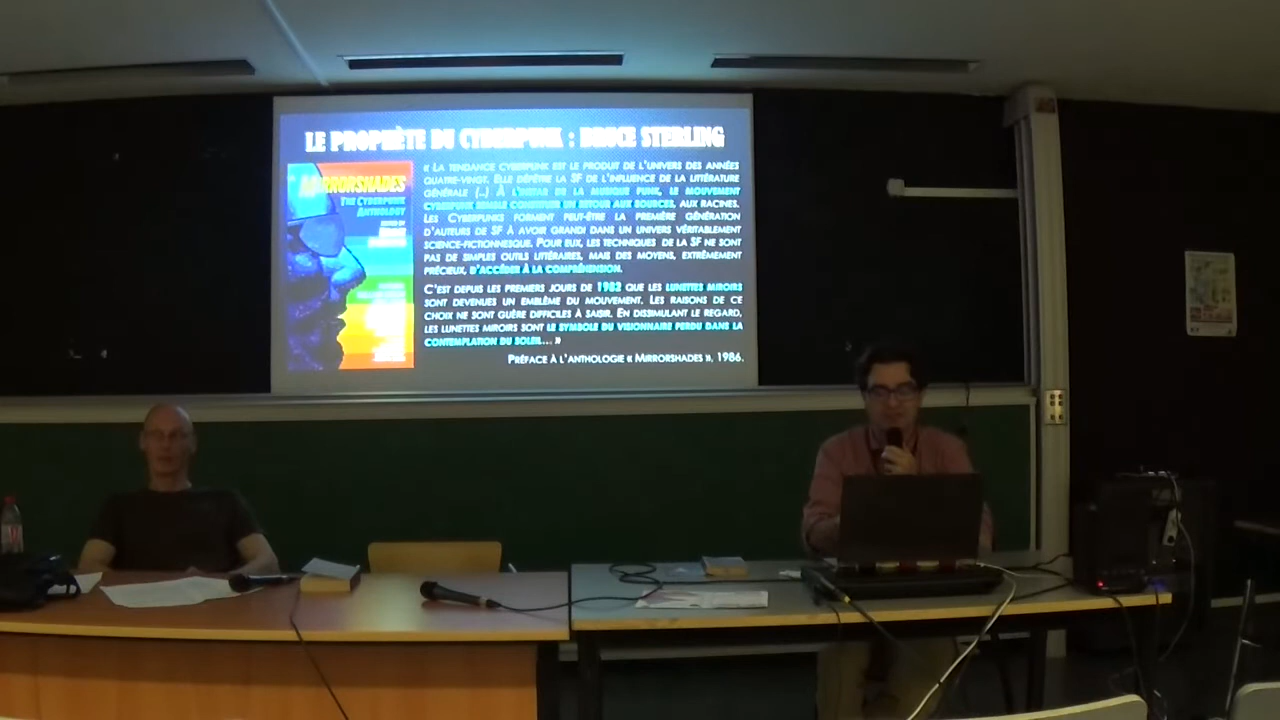 LE PROPHÈTE DU CYBERPUNK : BRUCE STERLING
MIRRORSHADES
THE CYBERPUNK
ANTHOLOGY
EDITED BY
BRUCE
STERLING
« LA TENDANCE CYBERPUNK EST LE PRODUIT DE L'UNIVERS DES ANNÉES
QUATRE-VINGT. ELLE DÉPÊTRE LA SF DE L'INFLUENCE DE LA LITTÉRATURE
GÉNÉRALE (...) À L'INSTAR DE LA MUSIQUE PUNK, LE MOUVEMENT
CYBERPUNK SEMBLE CONSTITUER UN RETOUR AUX SOURCES, AUX RACINES.
LES CYBERPUNKS FORMENT PEUT-ÊTRE LA PREMIÈRE GÉNÉRATION
D'AUTEURS DE SF À AVOIR GRANDI DANS UN UNIVERS VÉRITABLEMENT
SCIENCE-FICTIONNESQUE. POUR EUX, LES TECHNIQUES DE LA SF NE SONT
PAS DE SIMPLES OUTILS LITTÉRAIRES, MAIS DES MOYENS, EXTRÊMEMENT
PRÉCIEUX, D'ACCÉDER À LA COMPRÉHENSION.
C'EST DEPUIS LES PREMIERS JOURS DE 1982 QUE LES LUNETTES MIROIRS
SONT DEVENUES UN EMBLÈME DU MOUVEMENT. LES RAISONS DE CE
CHOIX NE SONT GUÈRE DIFFICILES À SAISIR. EN DISSIMULANT LE REGARD,
LES LUNETTES MIROIRS SONT LE SYMBOLE DU VISIONNAIRE PERDU DANS LA
CONTEMPLATION DU SOLEIL... »
PRÉFACE À L'ANTHOLOGIE « MIRRORSHADES », 1986.